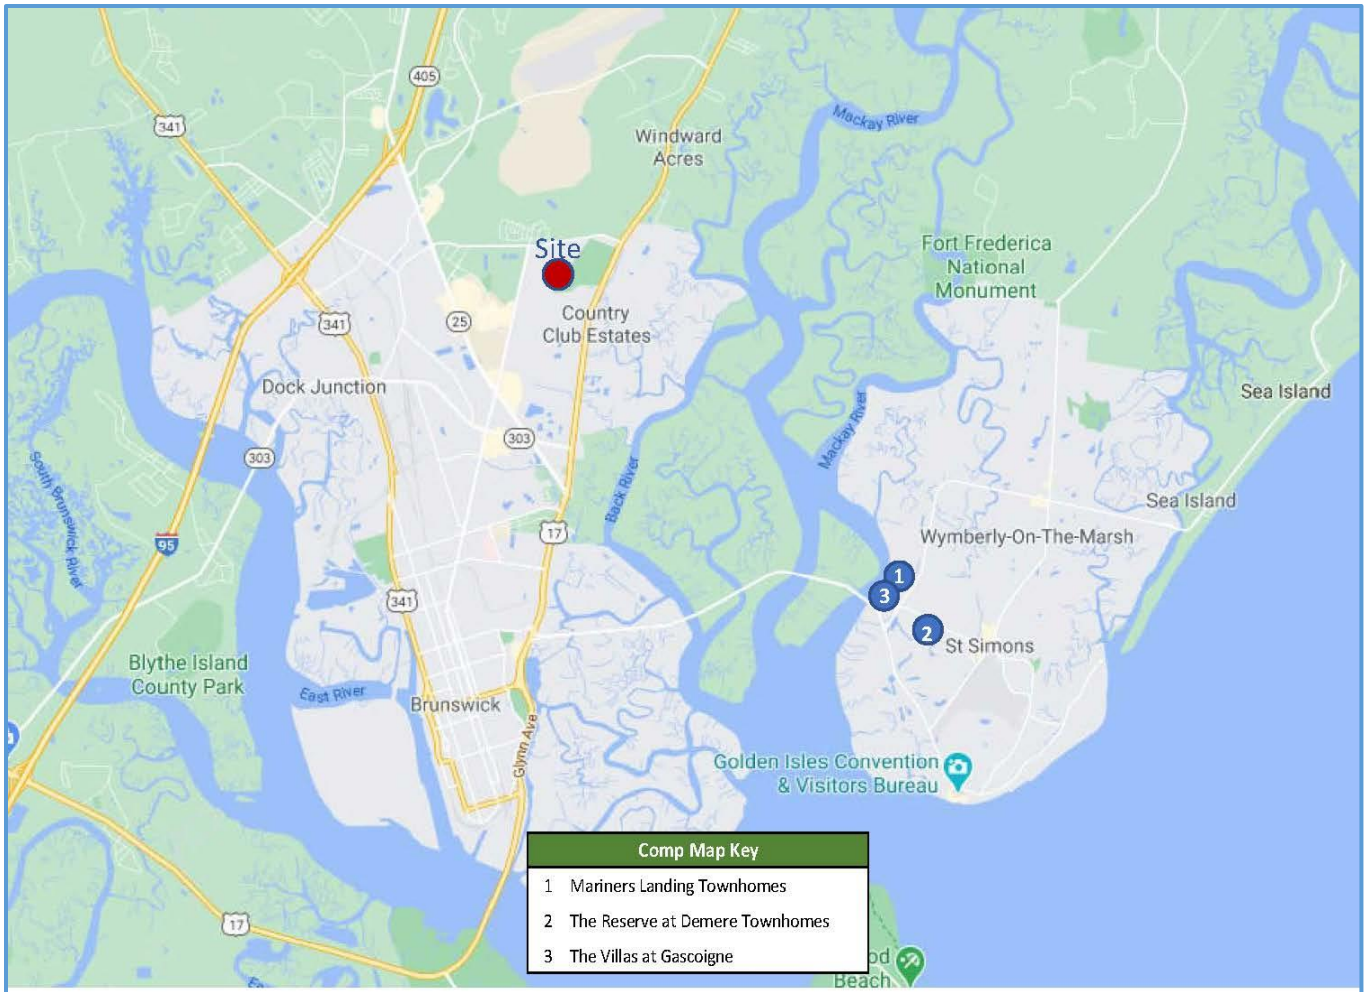 405
341
Mackay River
Windward
Acres
Site
Fort Frederica
National
Monument
25
341
Country
Club Estates
Dock Junction
Sea Island
303
303
Mackay River
South Brunswick River
Back River
Sea Island
17
Wymberly-On-The-Marsh
95
1
3
341
2
St Simons
Blythe Island
County Park
East River
Brunswick
Glynn Ave
Golden Isles Convention
& Visitors Bureau
Comp Map Key
1 Mariners Landing Townhomes
2 The Reserve at Demere Townhomes
3 The Villas at Gascoigne
17
od
Beach